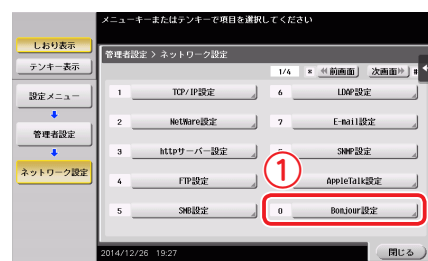 メニューキーまたはテンキーで項目を選択してください
しおり表示
テンキー表示
設定メニュー
管理者設定
ネットワーク設定
管理者設定 > ネットワーク設定
1/4 * 前画面 次画面 #
1 TCP/IP設定
6 LDAP設定
2 NetWare設定
7 E-mail設定
3 httpサーバー設定
SNMP設定
4 FTP設定
AppleTalk設定
①
5 SMB設定
0 Bonjour設定
2014/12/26 19:27
閉じる